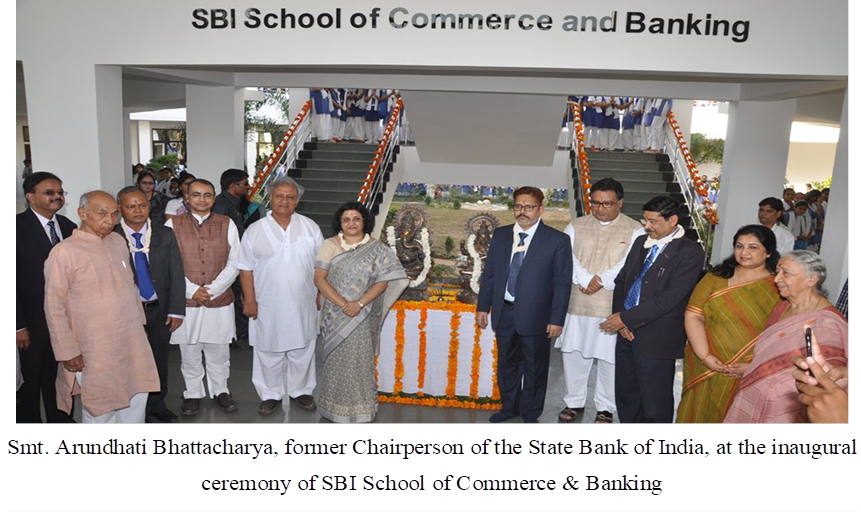 SBI School of Commerce and Banking
Smt. Arundhati Bhattacharya, former Chairperson of the State Bank of India, at the inaugural
ceremony of SBI School of Commerce & Banking